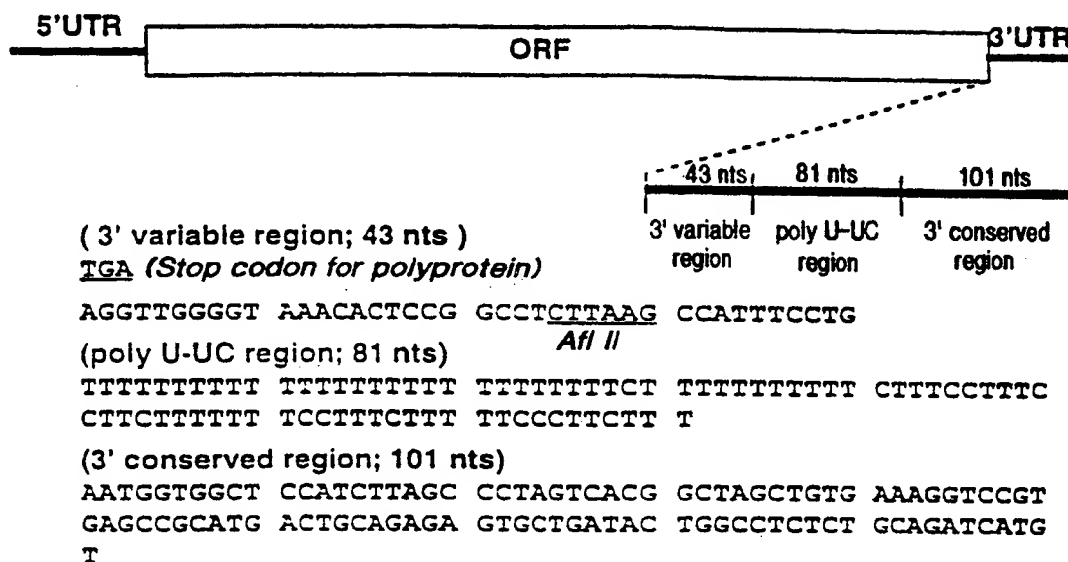 5'UTR ORF 3'UTR
43 nts 81 nts 101 nts
3' variable region poly U-UC region 3' conserved region
( 3' variable region; 43 nts )
TGA (Stop codon for polyprotein)
AGGTTGGGGT AAACACTCCG GCCTCTTAAG CCATTTCCTG
Afl II
(poly U-UC region; 81 nts)
TTTTTTTTTT TTTTTTTTTT TTTTTTTTCT TTTTTTTTTT CTTTCCTTTC
CTTCTTTTTT TCCTTTCTTT TTCCCTTCTT T
(3' conserved region; 101 nts)
AATGGTGGCT CCATCTTAGC CCTAGTCACG GCTAGCTGTG AAAGGTCCGT
GAGCCGCATG ACTGCAGAGA GTGCTGATAC TGGCCTCTCT GCAGATCATG
T